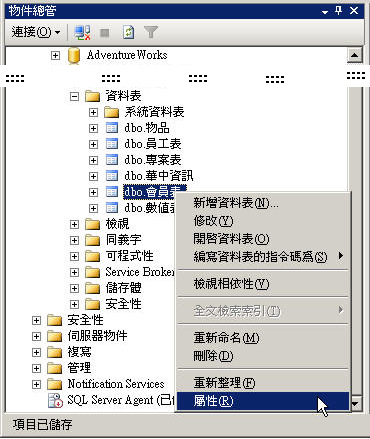 物件總管
連接(O)
AdventureWorks
資料表
系統資料表
dbo.物品
dbo.員工表
dbo.專案表
dbo.華中資訊
dbo.會員表
dbo.數值表
檢視
同義字
可程式性
Service Broker
儲存體
安全性
安全性
伺服器物件
複寫
管理
Notification Services
SQL Server Agent (已
新增資料表(N)...
修改(Y)
開啟資料表(O)
編寫資料表的指令碼為(S)
檢視相依性(V)
全文檢索索引(T)
重新命名(M)
刪除(D)
重新整理(F)
屬性(R)
項目已儲存